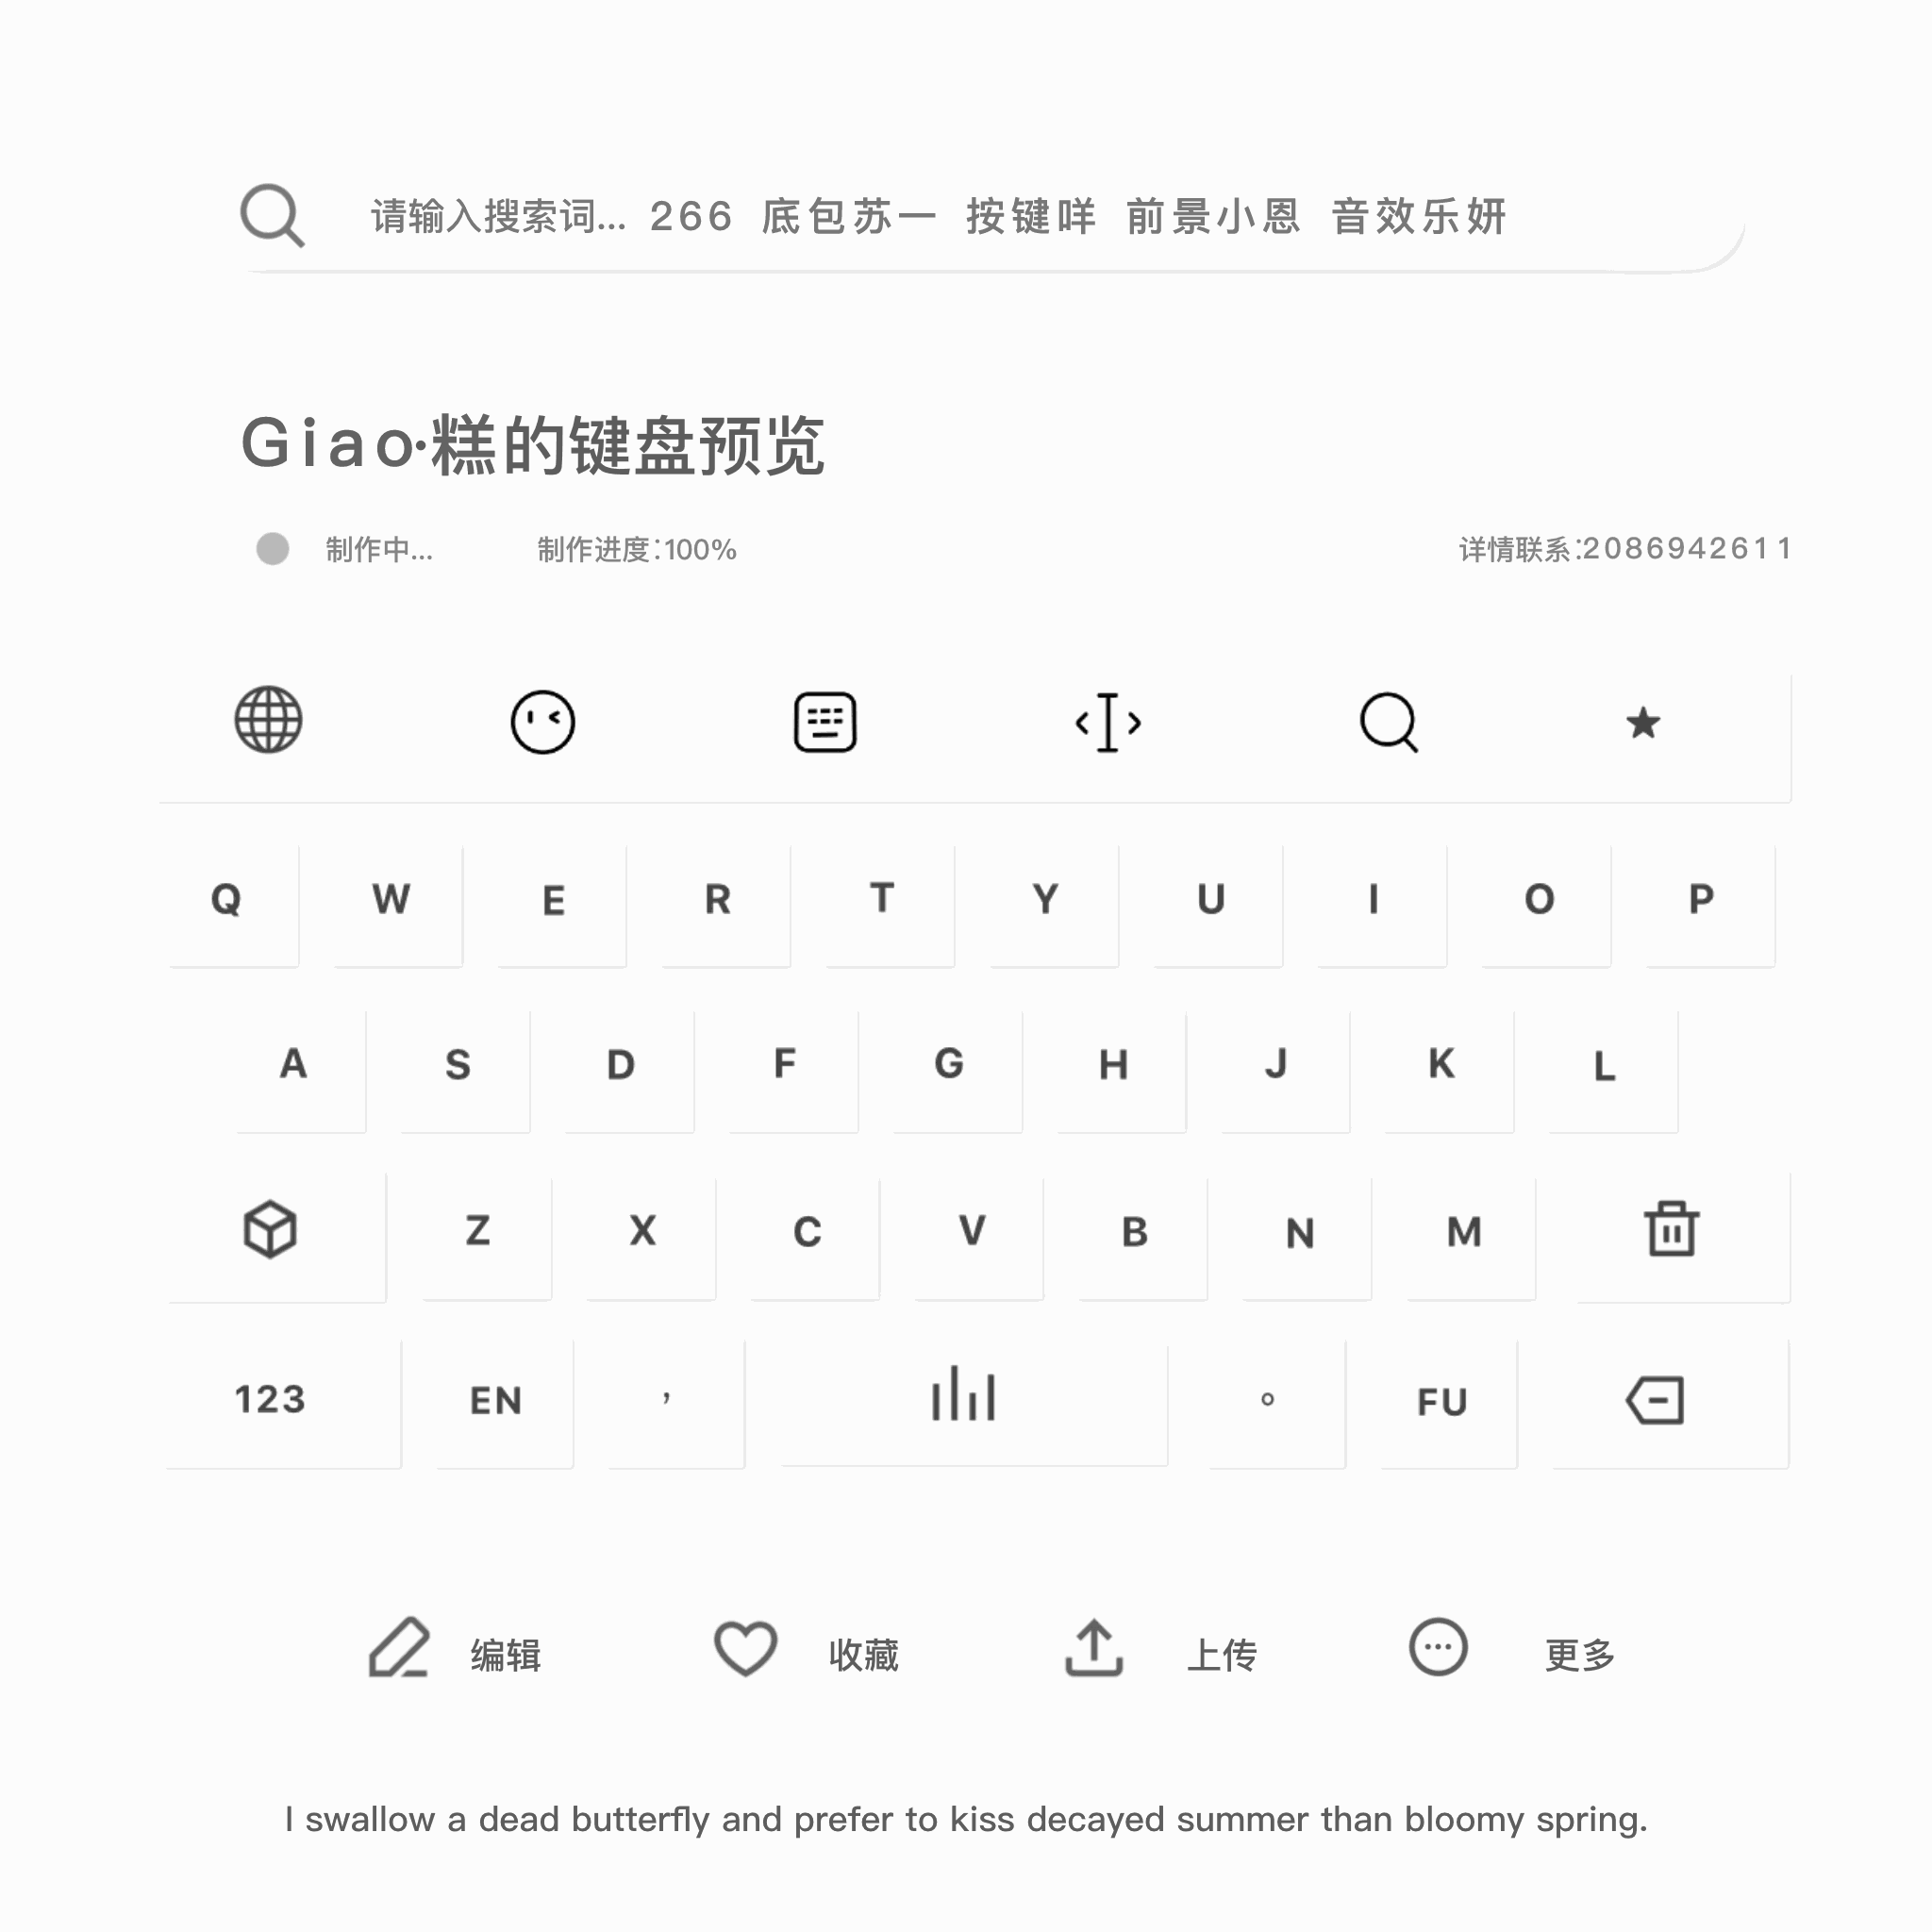 请输入搜索词... 266 底包苏一 按键咩 前景小恩 音效乐妍
Giao·糕的键盘预览
制作中... 制作进度:100% 详情联系:2086942611
Q W E R T Y U I O P
A S D F G H J K L
Z X C V B N M
123 EN , 。 FU
编辑 收藏 上传 更多
I swallow a dead butterfly and prefer to kiss decayed summer than bloomy spring.